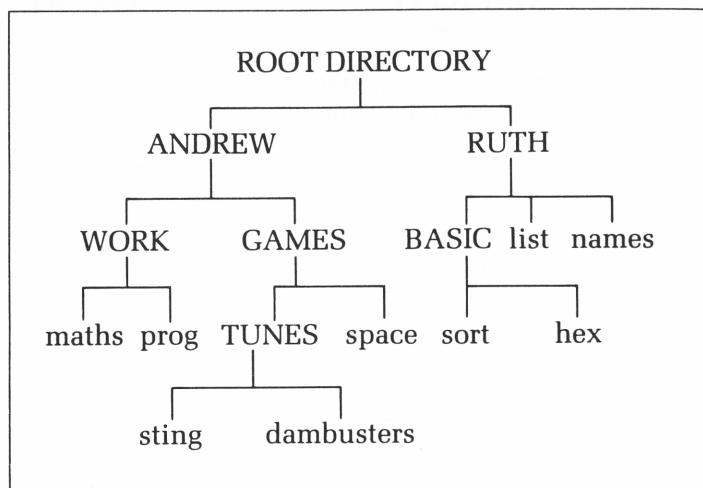 ROOT DIRECTORY
ANDREW RUTH
WORK GAMES BASIC list names
maths prog TUNES space sort hex
sting dambusters